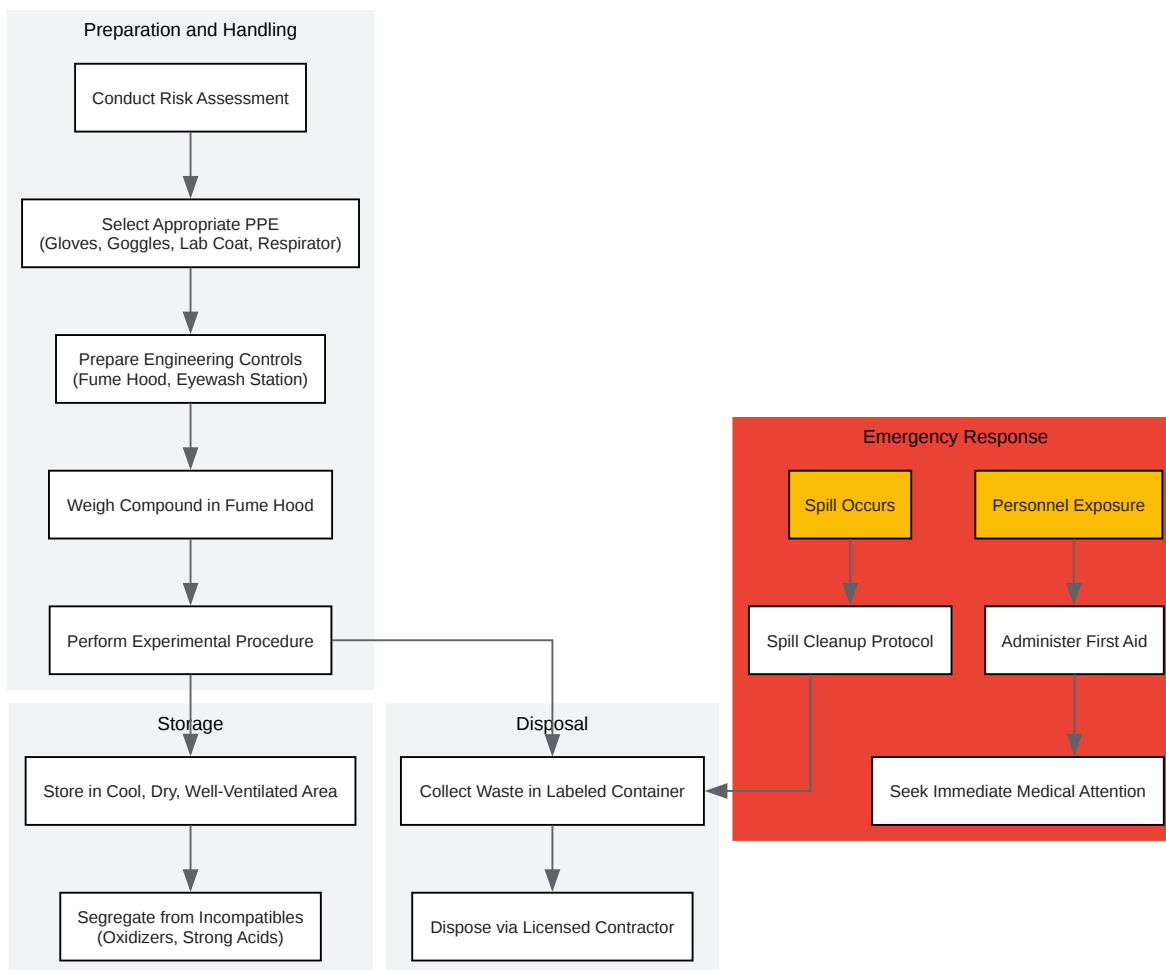 Preparation and Handling
Conduct Risk Assessment
Select Appropriate PPE
(Gloves, Goggles, Lab Coat, Respirator)
Prepare Engineering Controls
(Fume Hood, Eyewash Station)
Weigh Compound in Fume Hood
Perform Experimental Procedure
Storage
Store in Cool, Dry, Well-Ventilated Area
Segregate from Incompatibles
(Oxidizers, Strong Acids)
Disposal
Collect Waste in Labeled Container
Dispose via Licensed Contractor
Emergency Response
Spill Occurs
Spill Cleanup Protocol
Personnel Exposure
Administer First Aid
Seek Immediate Medical Attention